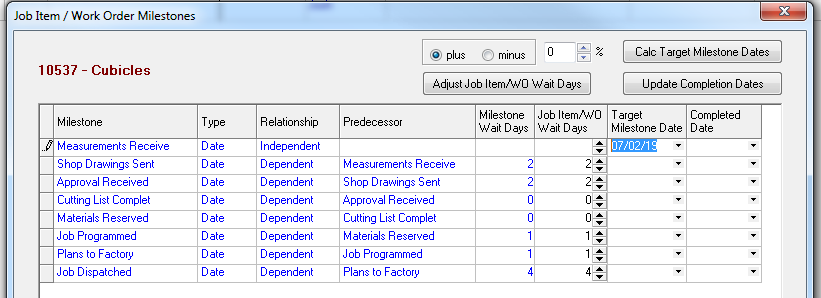 Job Item / Work Order Milestones
plus minus 0 % Calc Target Milestone Dates
10537 - Cubicles
Adjust Job Item/WO Wait Days Update Completion Dates
Milestone Type Relationship Predecessor Milestone Wait Days Job Item/WO Wait Days Target Milestone Date Completed Date
Measurements Receive Date Independent 07/02/19
Shop Drawings Sent Date Dependent Measurements Receive 2 2
Approval Received Date Dependent Shop Drawings Sent 2 2
Cutting List Complet Date Dependent Approval Received 0 0
Materials Reserved Date Dependent Cutting List Complet 0 0
Job Programmed Date Dependent Materials Reserved 1 1
Plans to Factory Date Dependent Job Programmed 1 1
Job Dispatched Date Dependent Plans to Factory 4 4